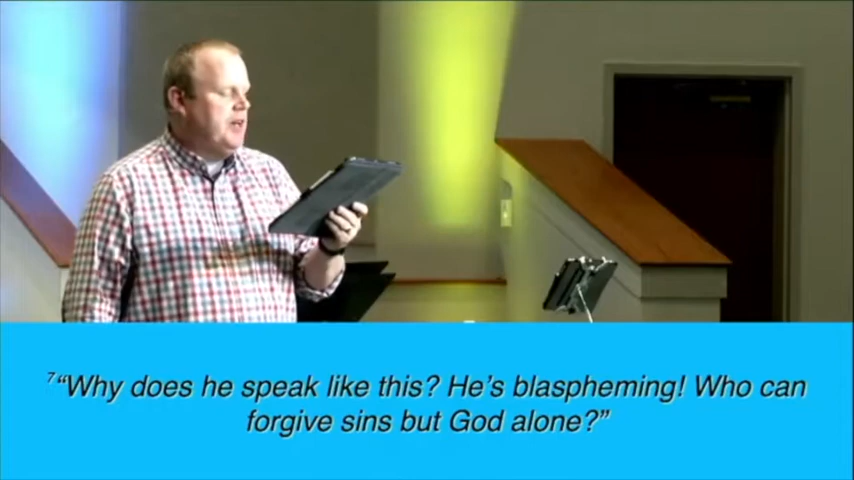 7“Why does he speak like this? He’s blaspheming! Who can
forgive sins but God alone?”